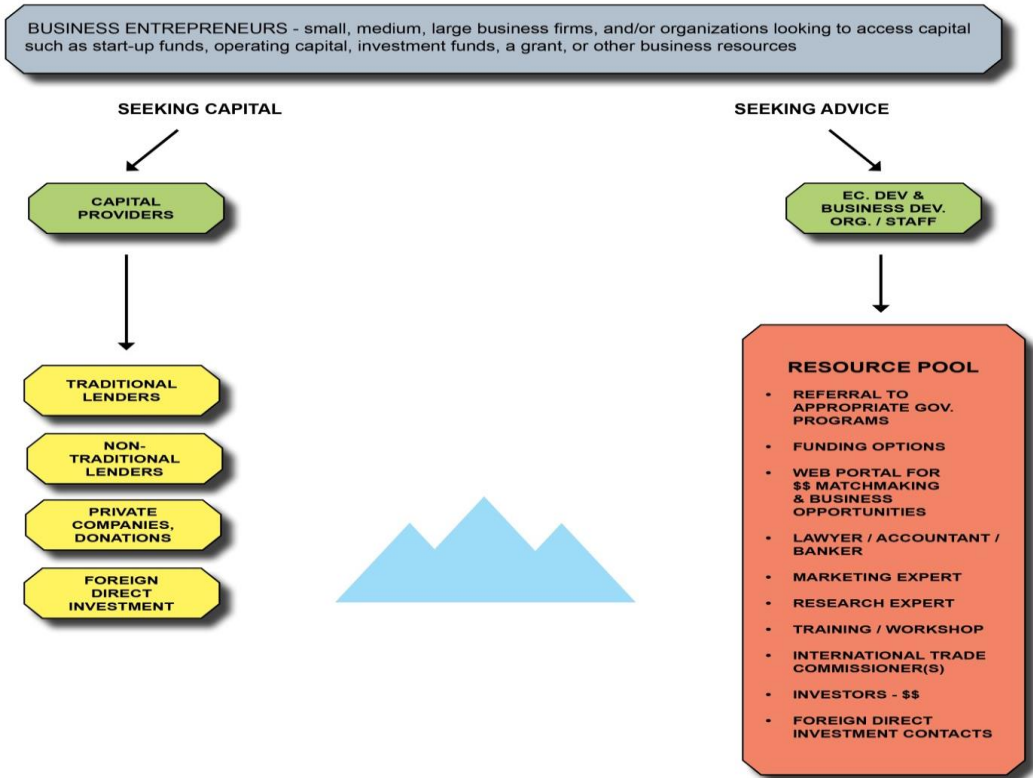 BUSINESS ENTREPRENEURS - small, medium, large business firms, and/or organizations looking to access capital
such as start-up funds, operating capital, investment funds, a grant, or other business resources
SEEKING CAPITAL
SEEKING ADVICE
CAPITAL
PROVIDERS
EC. DEV &
BUSINESS DEV.
ORG. / STAFF
TRADITIONAL
LENDERS
NON-
TRADITIONAL
LENDERS
PRIVATE
COMPANIES,
DONATIONS
FOREIGN
DIRECT
INVESTMENT
RESOURCE POOL
• REFERRAL TO
APPROPRIATE GOV.
PROGRAMS
• FUNDING OPTIONS
• WEB PORTAL FOR
$$ MATCHMAKING
& BUSINESS
OPPORTUNITIES
• LAWYER / ACCOUNTANT /
BANKER
• MARKETING EXPERT
• RESEARCH EXPERT
• TRAINING / WORKSHOP
• INTERNATIONAL TRADE
COMMISSIONER(S)
• INVESTORS - $$
• FOREIGN DIRECT
INVESTMENT CONTACTS